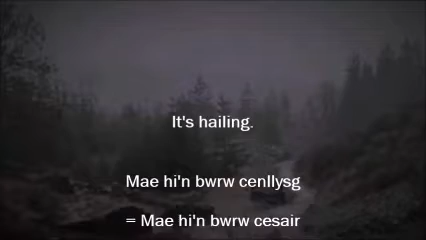 It's hailing.
Mae hi'n bwrw cenllysg
= Mae hi'n bwrw cesair